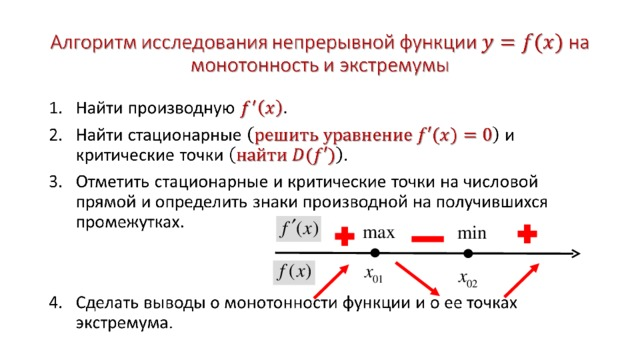 Алгоритм исследования непрерывной функции y = f(x) на
монотонность и экстремумы
1. Найти производную f′(x).
2. Найти стационарные (решить уравнение f′(x) = 0) и
критические точки (найти D(f′)).
3. Отметить стационарные и критические точки на числовой
прямой и определить знаки производной на получившихся
промежутках.
f′(x) + max − min +
f(x) x₀₁ x₀₂
4. Сделать выводы о монотонности функции и о ее точках
экстремума.